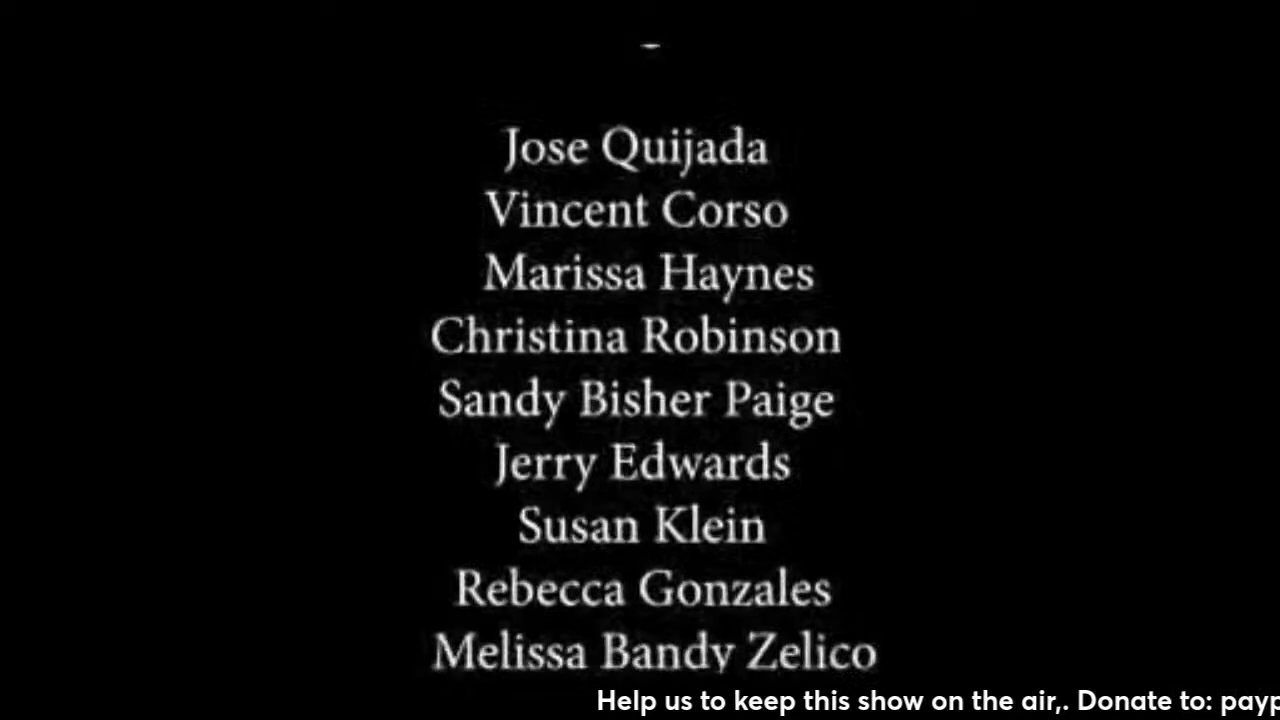 Jose Quijada
Vincent Corso
Marissa Haynes
Christina Robinson
Sandy Bisher Paige
Jerry Edwards
Susan Klein
Rebecca Gonzales
Melissa Bandy Zelico
Help us to keep this show on the air,. Donate to: payp